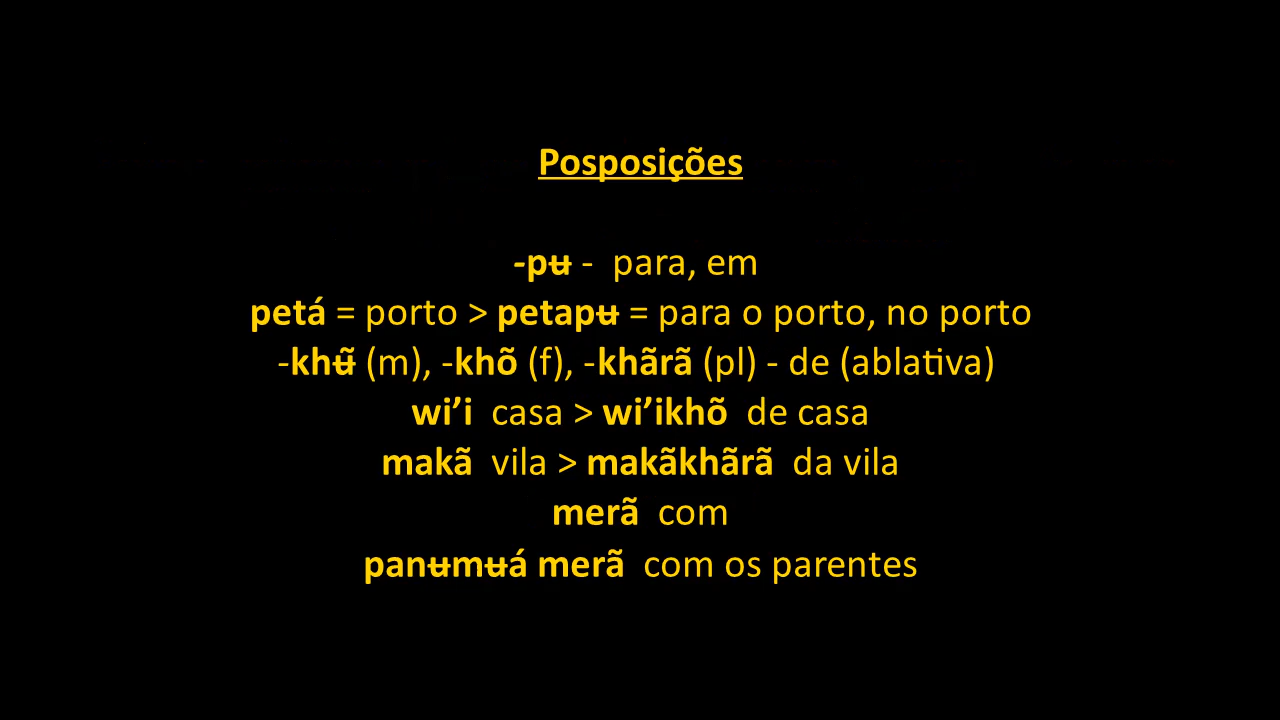 Posposições
-pʉ - para, em
petá = porto > petapʉ = para o porto, no porto
-khʉ̃ (m), -khõ (f), -khãrã (pl) - de (ablativa)
wi’i casa > wi’ikhõ de casa
makã vila > makãkhãrã da vila
merã com
panʉmʉá merã com os parentes